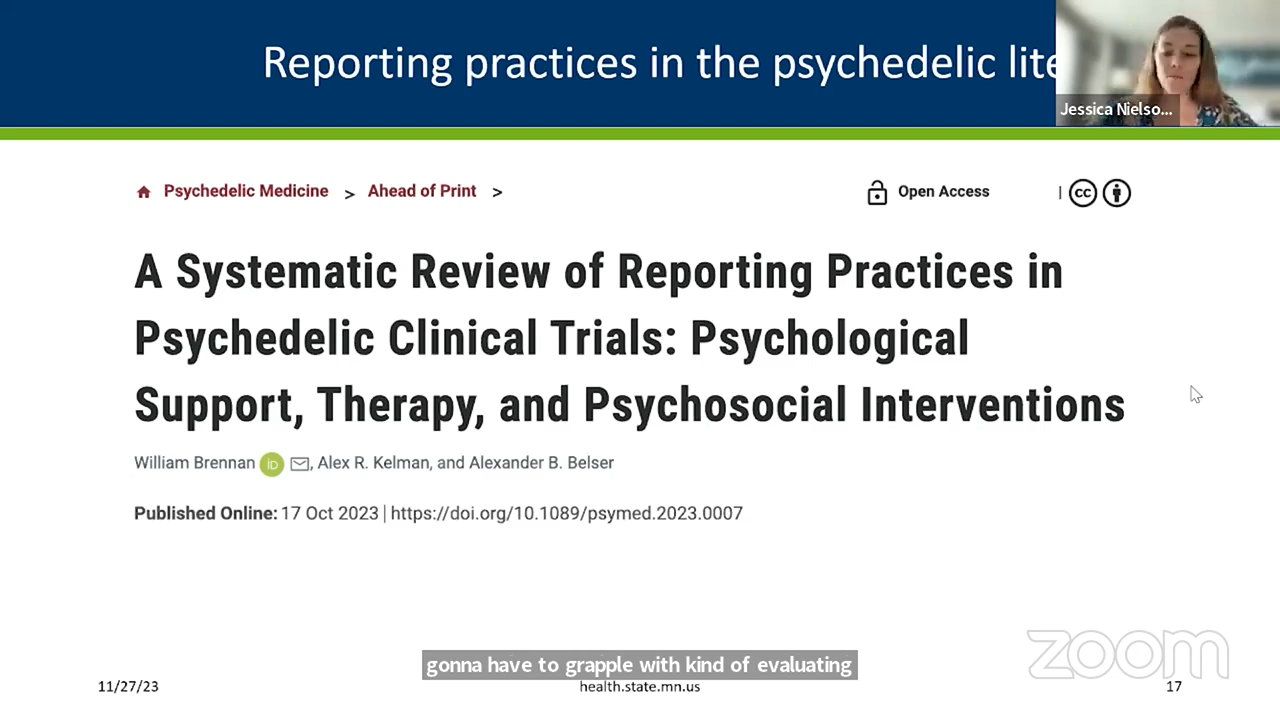 Reporting practices in the psychedelic lite
Jessica Nielso...
Psychedelic Medicine > Ahead of Print >
Open Access | CC
A Systematic Review of Reporting Practices in
Psychedelic Clinical Trials: Psychological
Support, Therapy, and Psychosocial Interventions
William Brennan iD, Alex R. Kelman, and Alexander B. Belser
Published Online: 17 Oct 2023 | https://doi.org/10.1089/psymed.2023.0007
zoom
gonna have to grapple with kind of evaluating
11/27/23 health.state.mn.us 17